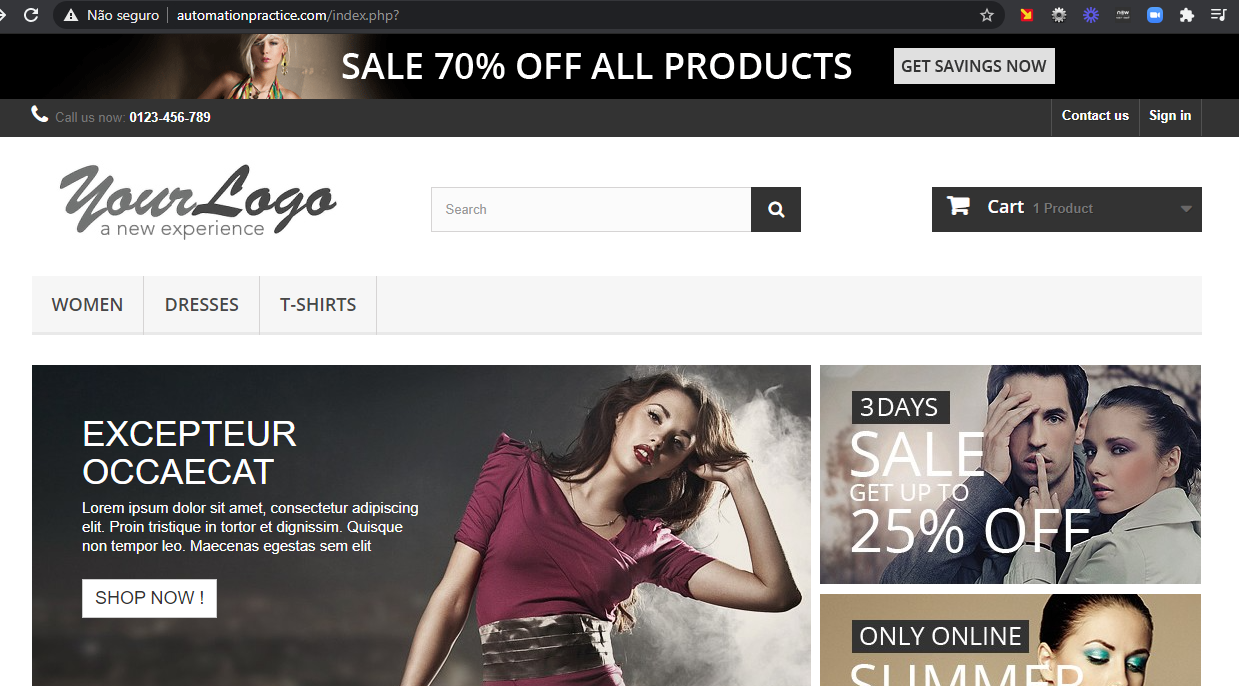 Não seguro
automationpractice.com/index.php?
SALE 70% OFF ALL PRODUCTS
GET SAVINGS NOW
Call us now: 0123-456-789
Contact us
Sign in
YourLogo
a new experience
Search
Cart 1 Product
WOMEN
DRESSES
T-SHIRTS
EXCEPTEUR
OCCAECAT
Lorem ipsum dolor sit amet, consectetur adipiscing
elit. Proin tristique in tortor et dignissim. Quisque
non tempor leo. Maecenas egestas sem elit
SHOP NOW !
3 DAYS
SALE
GET UP TO
25% OFF
ONLY ONLINE
SUMMER